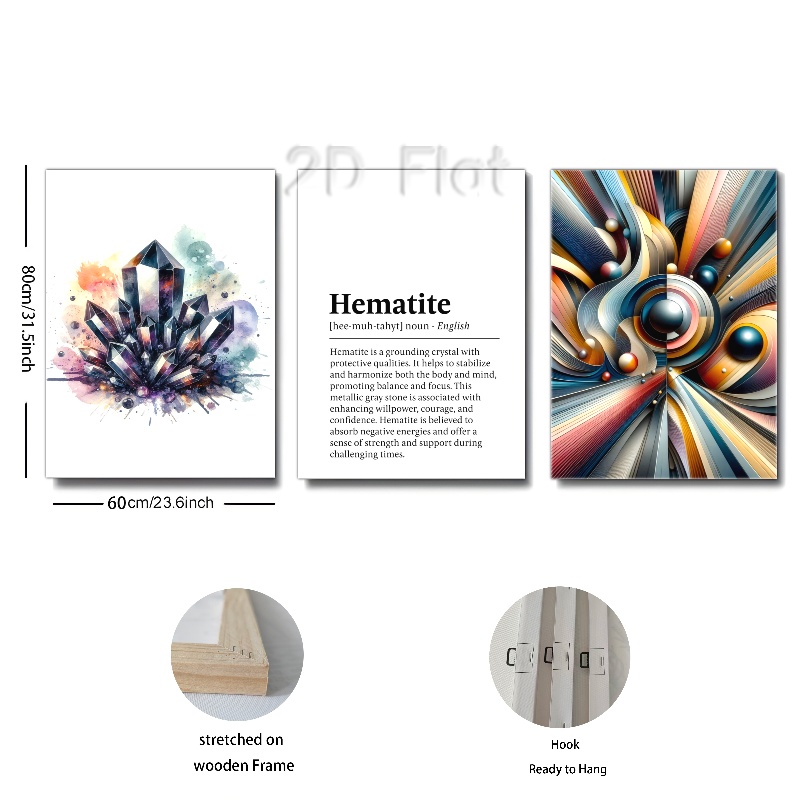 2D Flat
80cm/31.5inch
Hematite
[hee-muh-tahyt] noun - English
Hematite is a grounding crystal with
protective qualities. It helps to stabilize
and harmonize both the body and mind,
promoting balance and focus. This
metallic gray stone is associated with
enhancing willpower, courage, and
confidence. Hematite is believed to
absorb negative energies and offer a
sense of strength and support during
challenging times.
60cm/23.6inch
stretched on
wooden Frame
Hook
Ready to Hang